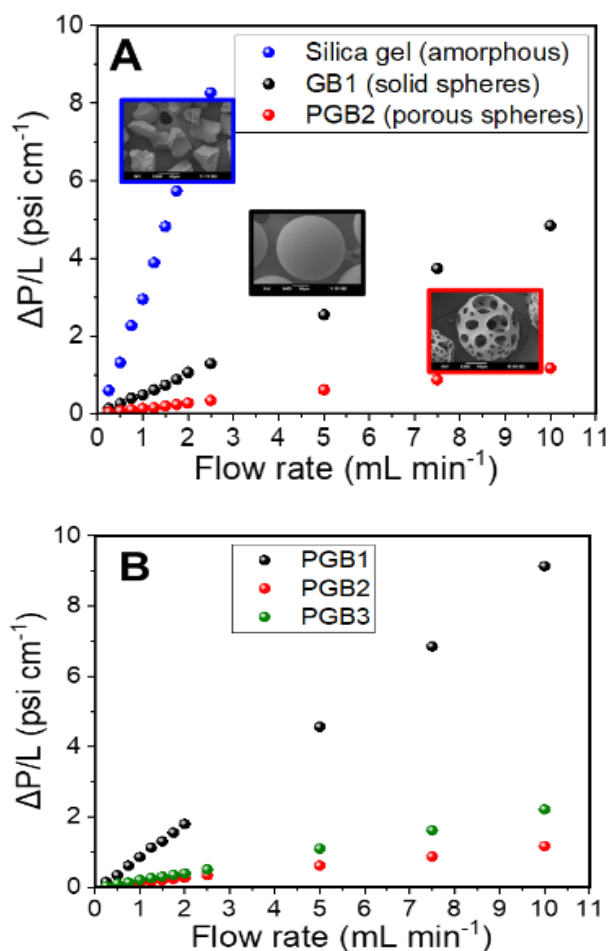 A
Silica gel (amorphous)
GB1 (solid spheres)
PGB2 (porous spheres)
ΔP/L (psi cm⁻¹)
10
8
6
4
2
0
0 1 2 3 4 5 6 7 8 9 10 11
Flow rate (mL min⁻¹)
B
PGB1
PGB2
PGB3
ΔP/L (psi cm⁻¹)
10
8
6
4
2
0
0 1 2 3 4 5 6 7 8 9 10 11
Flow rate (mL min⁻¹)